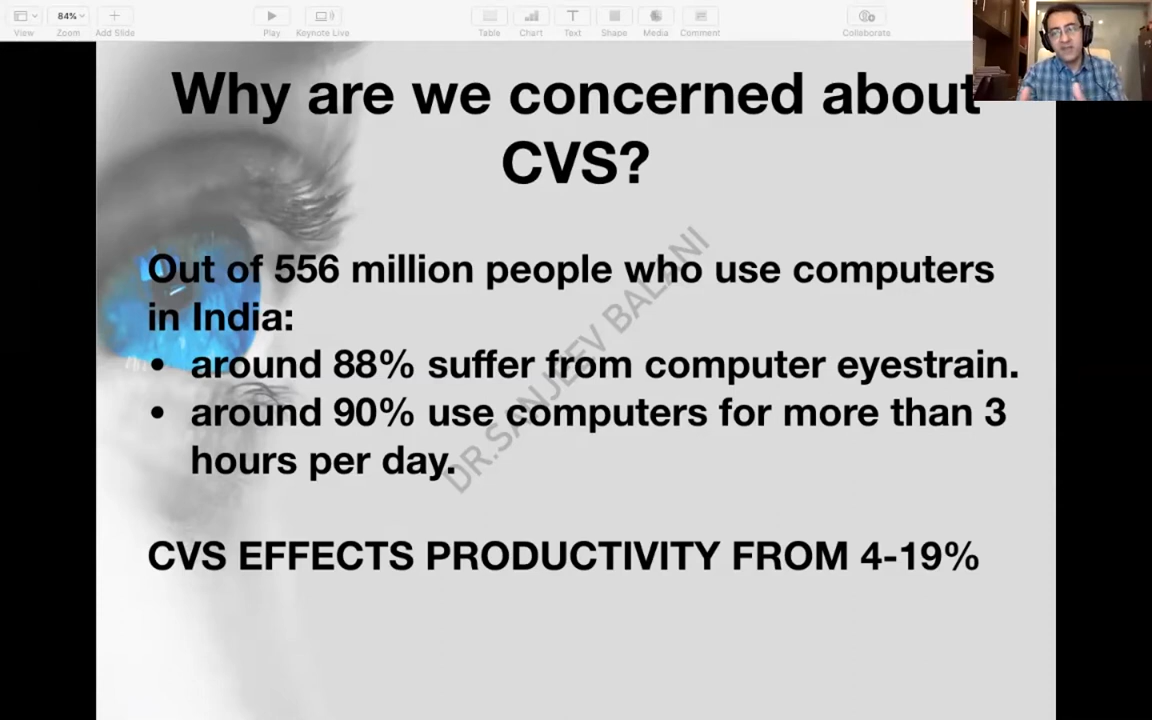 84%
View
Zoom
Add Slide
Play
Keynote Live
Table
Chart
Text
Shape
Media
Comment
Collaborate
Why are we concerned about
CVS?
Out of 556 million people who use computers
in India:
• around 88% suffer from computer eyestrain.
• around 90% use computers for more than 3
hours per day.
CVS EFFECTS PRODUCTIVITY FROM 4-19%
DR.SANJEEV BALANI